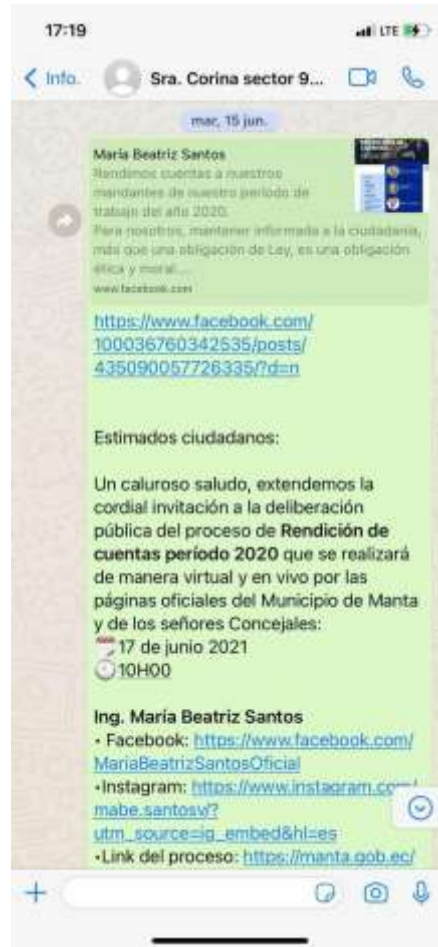 17:19
LTE
Info.
Sra. Corina sector 9...
mar, 15 jun.
María Beatriz Santos
Rendimos cuentas a nuestros
mandantes de nuestro período de
trabajo del año 2020.
Para nosotros, mantener informada a la ciudadanía,
más que una obligación de Ley, es una obligación
ética y moral....
www.facebook.com
https://www.facebook.com/
100036760342535/posts/
435090057726335/?d=n
Estimados ciudadanos:
Un caluroso saludo, extendemos la
cordial invitación a la deliberación
pública del proceso de Rendición de
cuentas período 2020 que se realizará
de manera virtual y en vivo por las
páginas oficiales del Municipio de Manta
y de los señores Concejales:
17 de junio 2021
10H00
Ing. María Beatriz Santos
• Facebook: https://www.facebook.com/
MariaBeatrizSantosOficial
•Instagram: https://www.instagram.com/
mabe.santosv/?
utm_source=ig_embed&hl=es
•Link del proceso: https://manta.gob.ec/